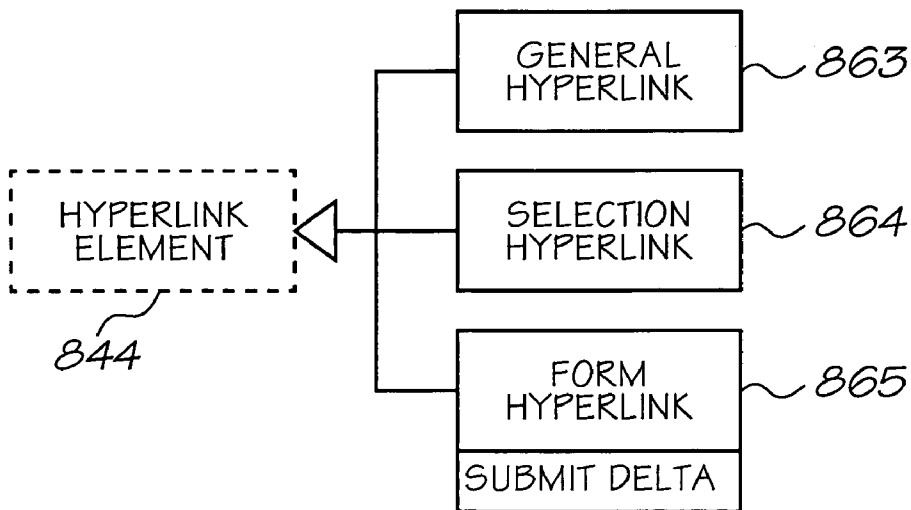 GENERAL
HYPERLINK
863
HYPERLINK
ELEMENT
844
SELECTION
HYPERLINK
864
FORM
HYPERLINK
865
SUBMIT DELTA